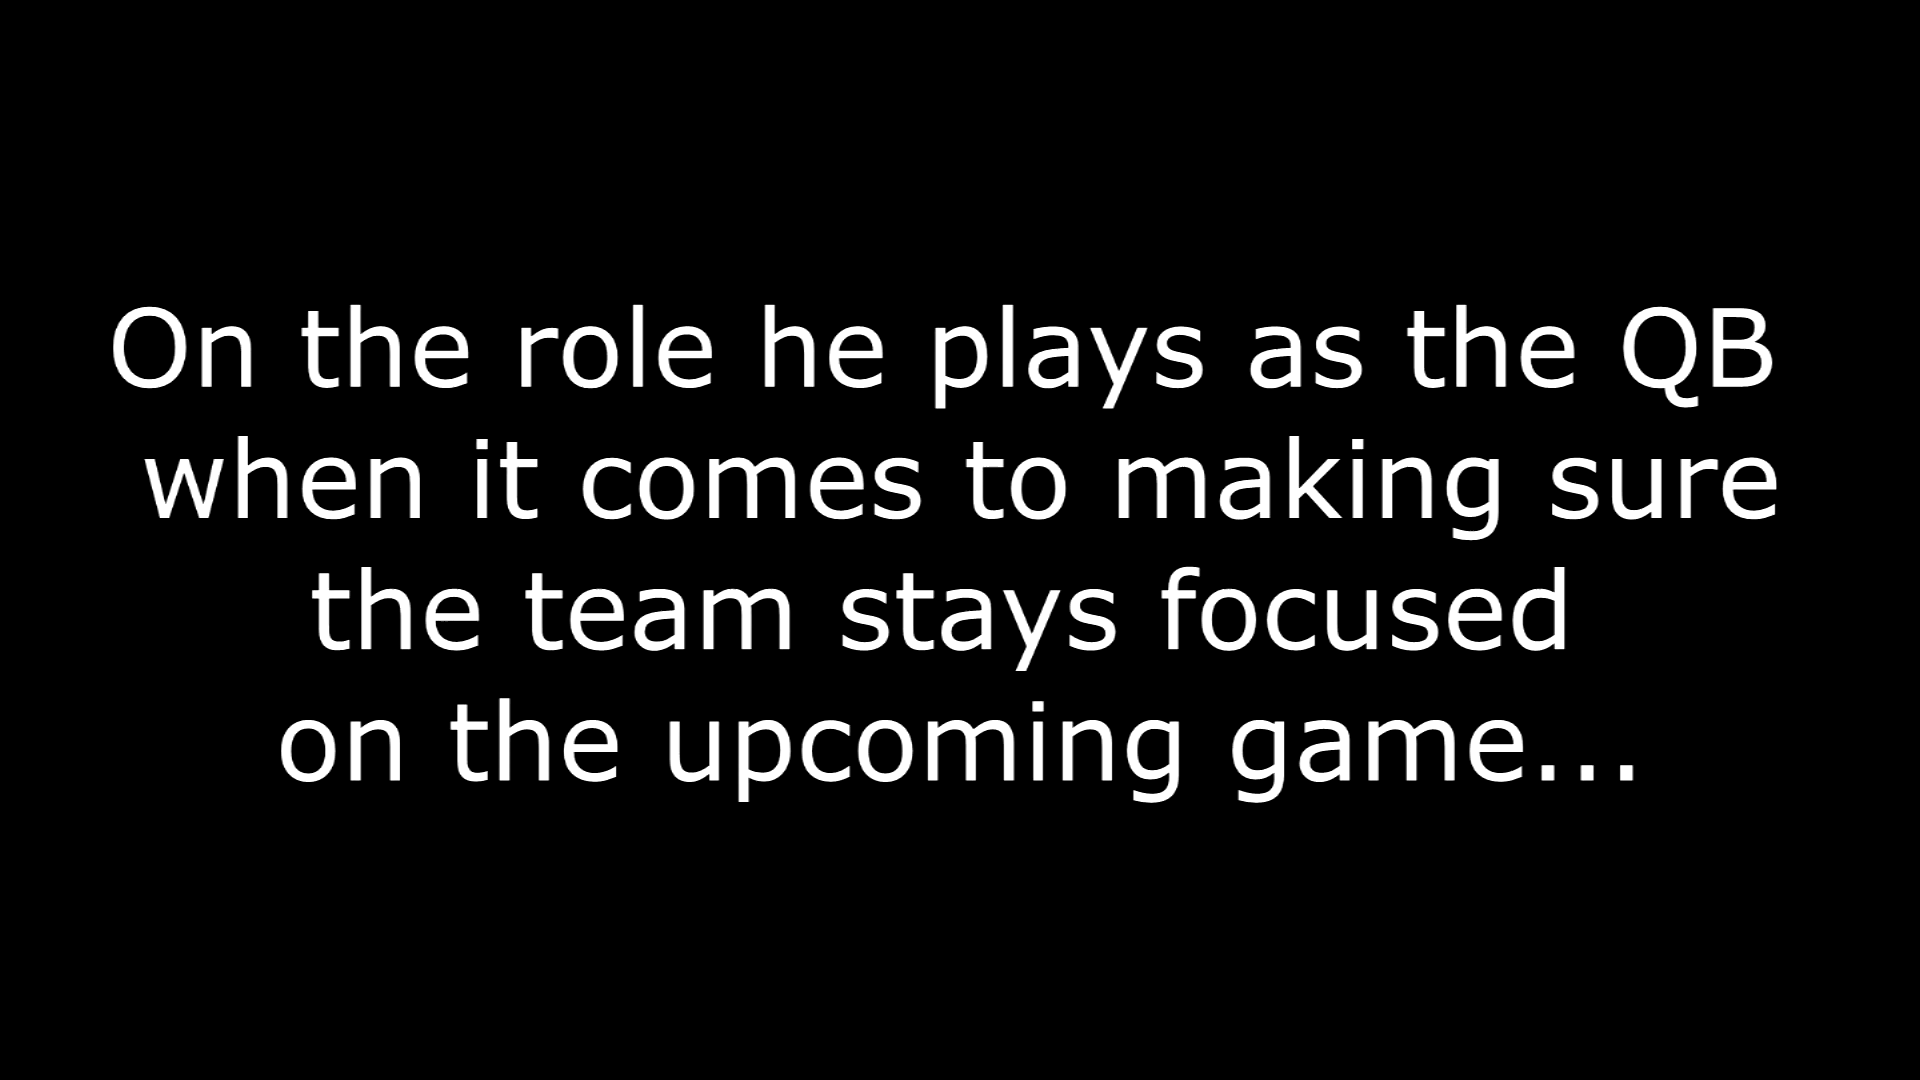 On the role he plays as the QB
when it comes to making sure
the team stays focused
on the upcoming game...